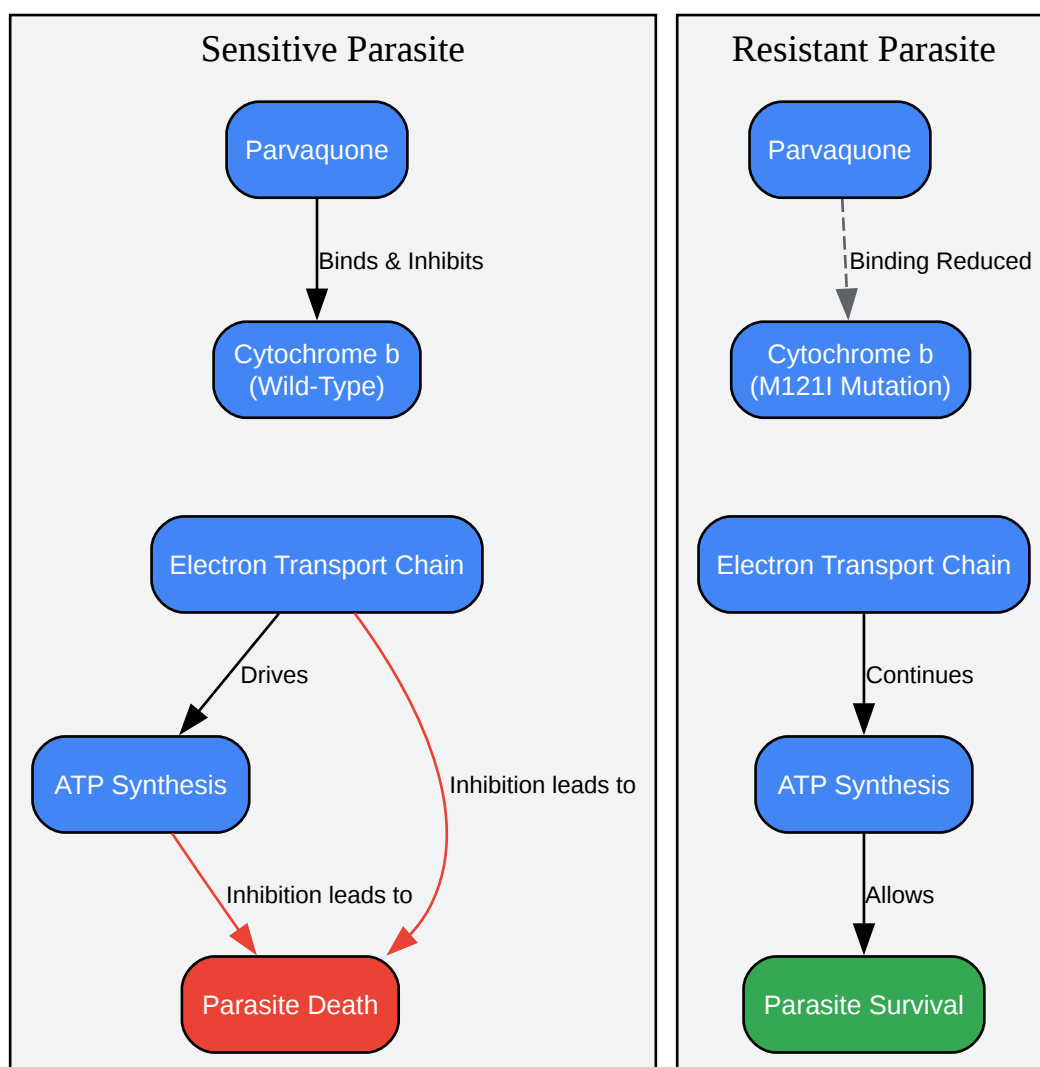 Sensitive Parasite
Parvaquone
Binds & Inhibits
Cytochrome b
(Wild-Type)
Electron Transport Chain
Drives
ATP Synthesis
Inhibition leads to
Inhibition leads to
Parasite Death
Resistant Parasite
Parvaquone
Binding Reduced
Cytochrome b
(M121I Mutation)
Electron Transport Chain
Continues
ATP Synthesis
Allows
Parasite Survival